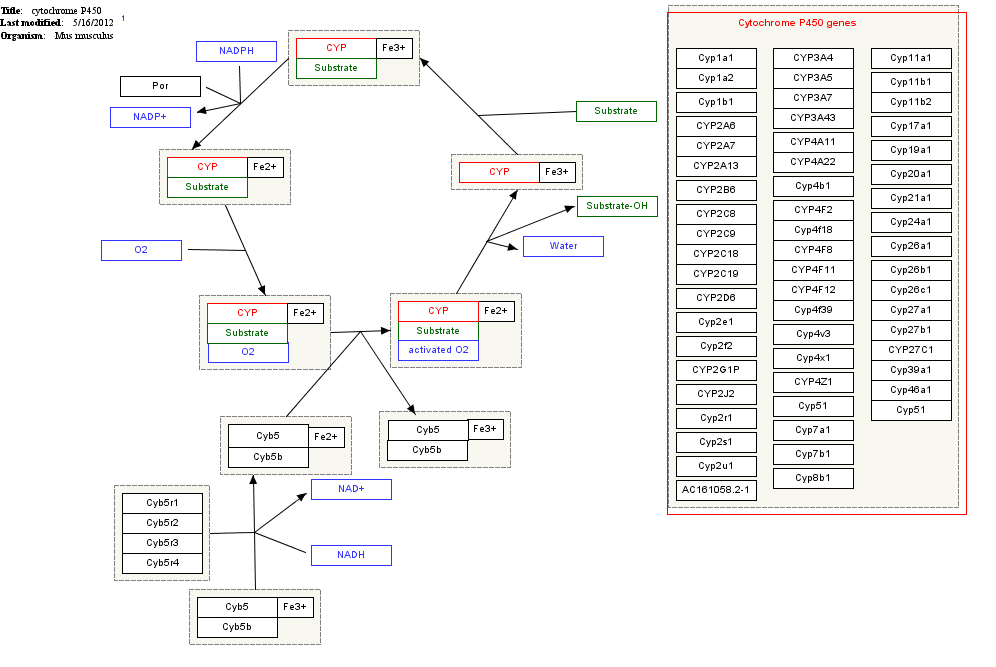 Title: cytochrome P450
Last modified: 5/16/2012
1
Organism: Mus musculus
NADPH
Por
NADP+
CYP
Fe3+
Substrate
Substrate
CYP
Fe2+
Substrate
CYP
Fe3+
Substrate-OH
Water
O2
CYP
Fe2+
Substrate
O2
CYP
Fe2+
Substrate
activated O2
Cyb5
Fe2+
Cyb5b
Cyb5
Fe3+
Cyb5b
NAD+
Cyb5r1
Cyb5r2
Cyb5r3
Cyb5r4
NADH
Cyb5
Fe3+
Cyb5b
Cytochrome P450 genes
Cyp1a1
Cyp1a2
Cyp1b1
CYP2A6
CYP2A7
CYP2A13
CYP2B6
CYP2C8
CYP2C9
CYP2C18
CYP2C19
CYP2D6
Cyp2e1
Cyp2f2
CYP2G1P
CYP2J2
Cyp2r1
Cyp2s1
Cyp2u1
AC161058.2-1
CYP3A4
CYP3A5
CYP3A7
CYP3A43
CYP4A11
CYP4A22
Cyp4b1
CYP4F2
Cyp4f18
CYP4F8
CYP4F11
CYP4F12
Cyp4f39
Cyp4v3
Cyp4x1
CYP4Z1
Cyp51
Cyp7a1
Cyp7b1
Cyp8b1
Cyp11a1
Cyp11b1
Cyp11b2
Cyp17a1
Cyp19a1
Cyp20a1
Cyp21a1
Cyp24a1
Cyp26a1
Cyp26b1
Cyp26c1
Cyp27a1
Cyp27b1
CYP27C1
Cyp39a1
Cyp46a1
Cyp51